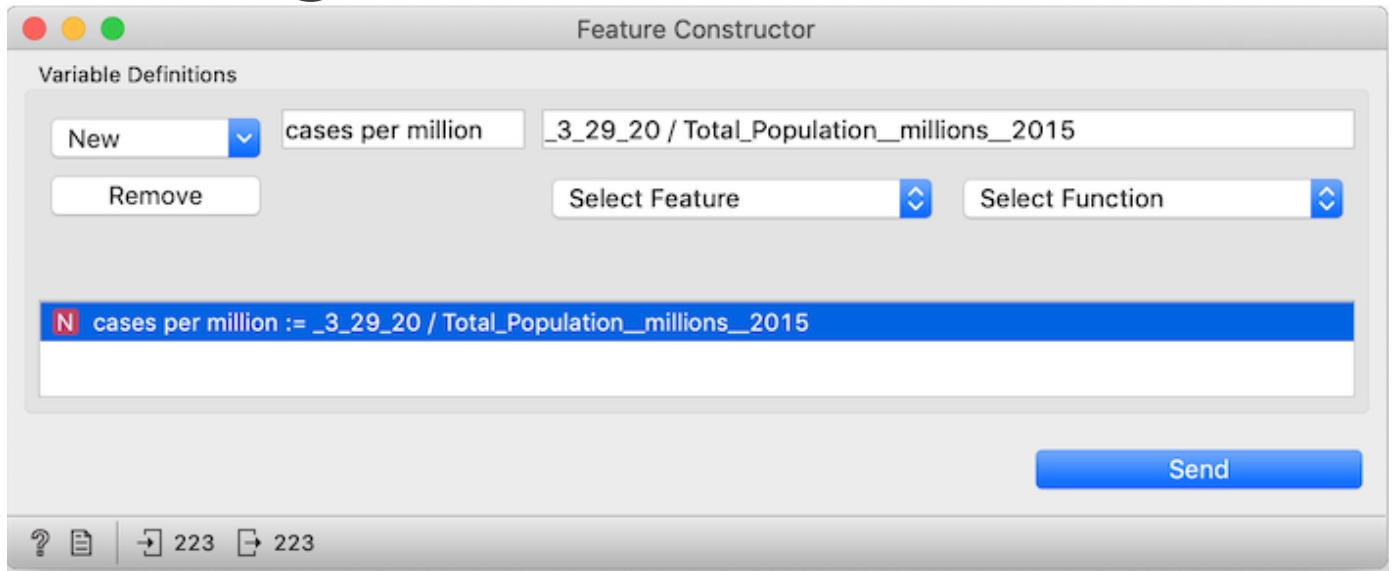 Feature Constructor
Variable Definitions
New cases per million _3_29_20 / Total_Population__millions__2015
Remove Select Feature Select Function
N cases per million := _3_29_20 / Total_Population__millions__2015
Send
? 223 223